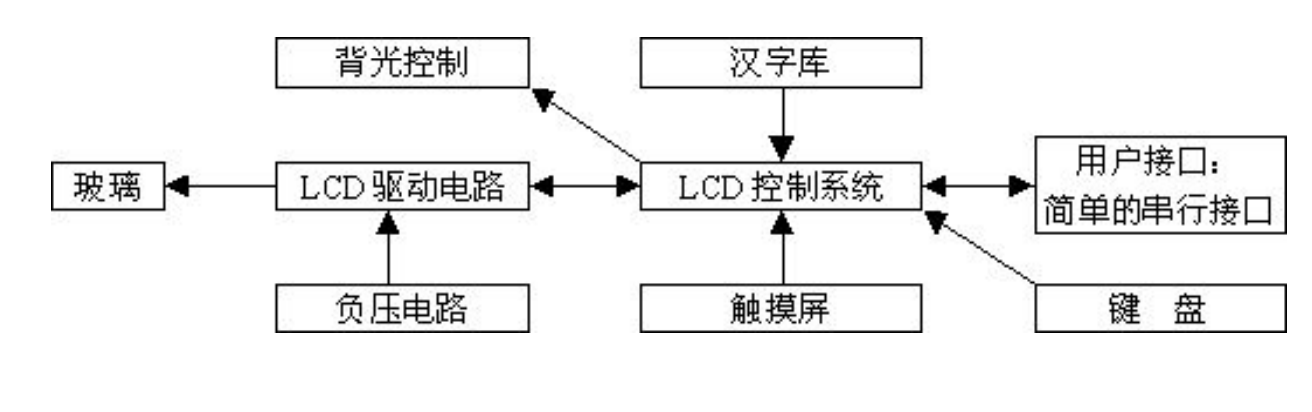 背光控制
汉字库
玻璃
LCD驱动电路
LCD控制系统
用户接口：
简单的串行接口
负压电路
触摸屏
键 盘